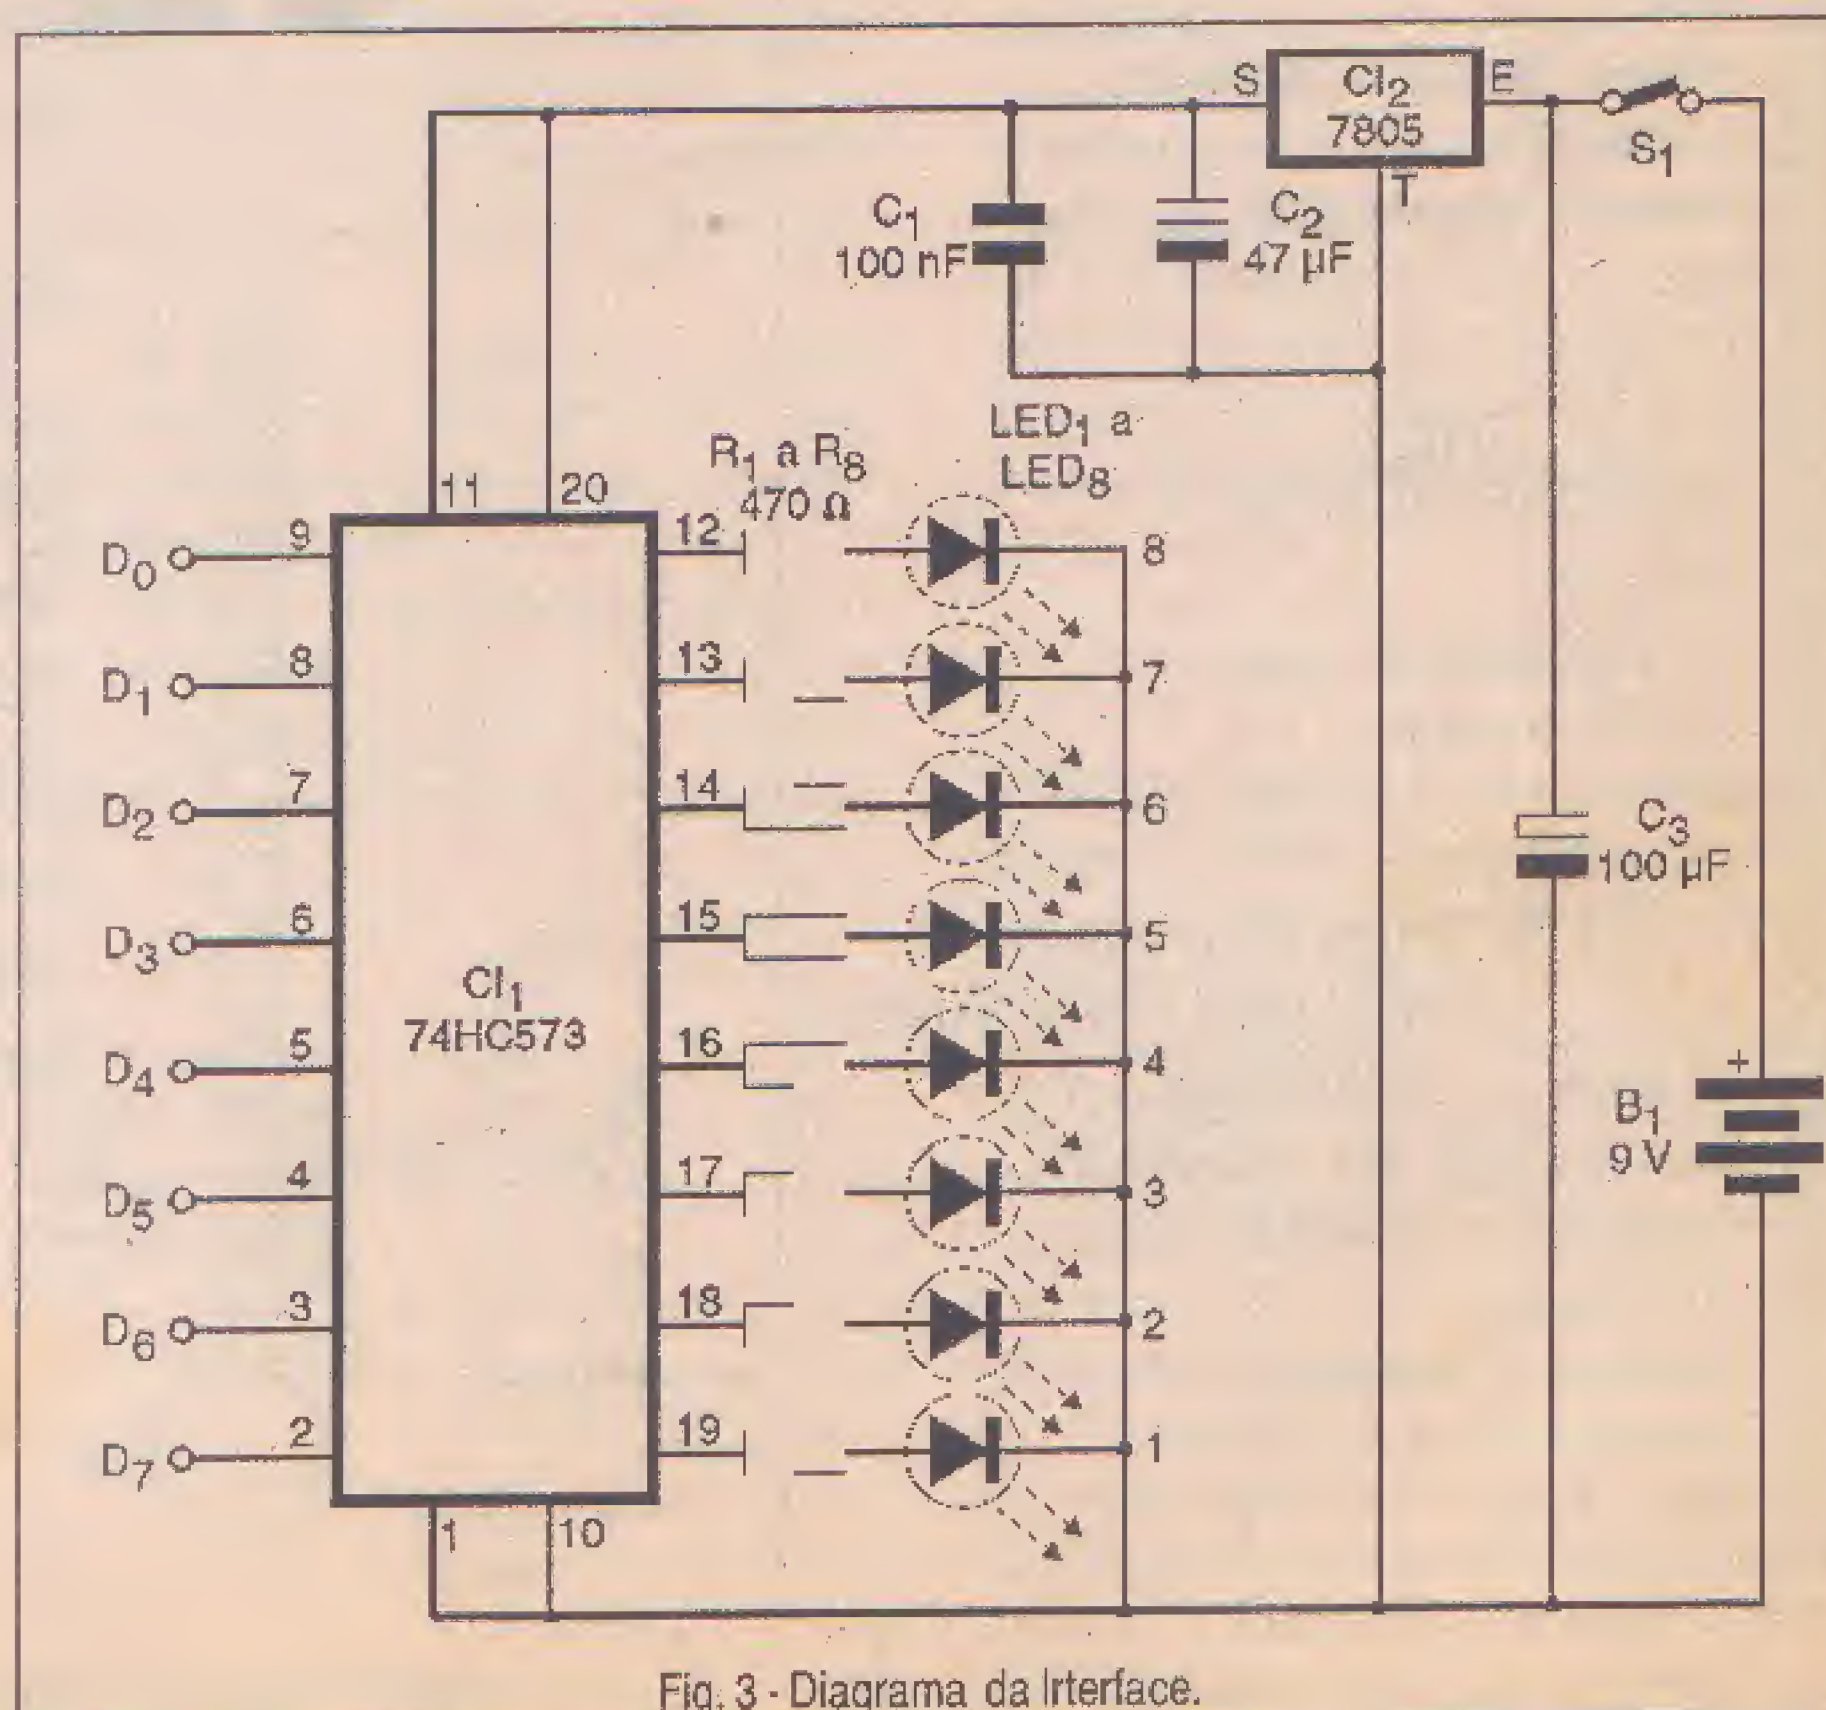 S
CI2
7805
E
T
S1
C1
100 nF
C2
47 µF
LED1 a
LED8
R1 a R8
470 Ω
11
20
D0
9
12
8
D1
8
13
7
D2
7
14
6
D3
6
15
5
D4
5
16
4
D5
4
17
3
D6
3
18
2
D7
2
19
1
CI1
74HC573
C3
100 µF
+
B1
9 V
1
10
Fig. 3 - Diagrama da Irterface.